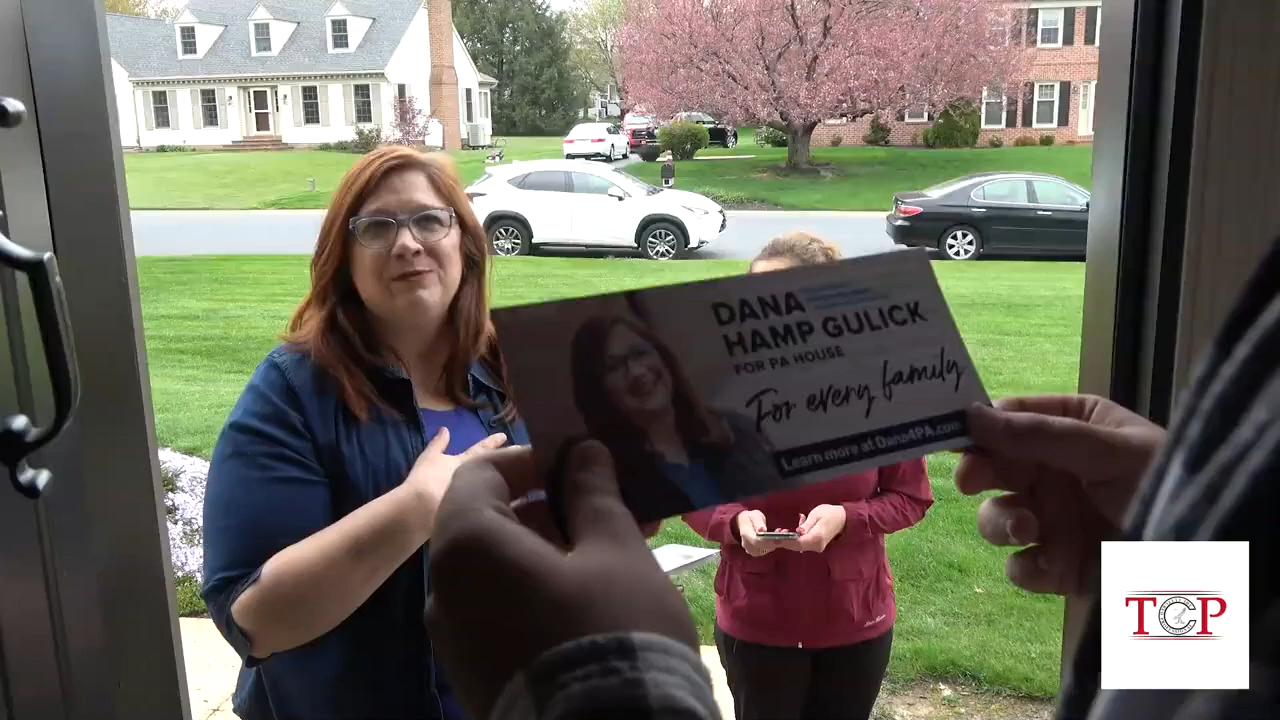 DANA
HAMP GULICK
FOR PA HOUSE
For every family
Learn more at Dana4PA.com
TCP